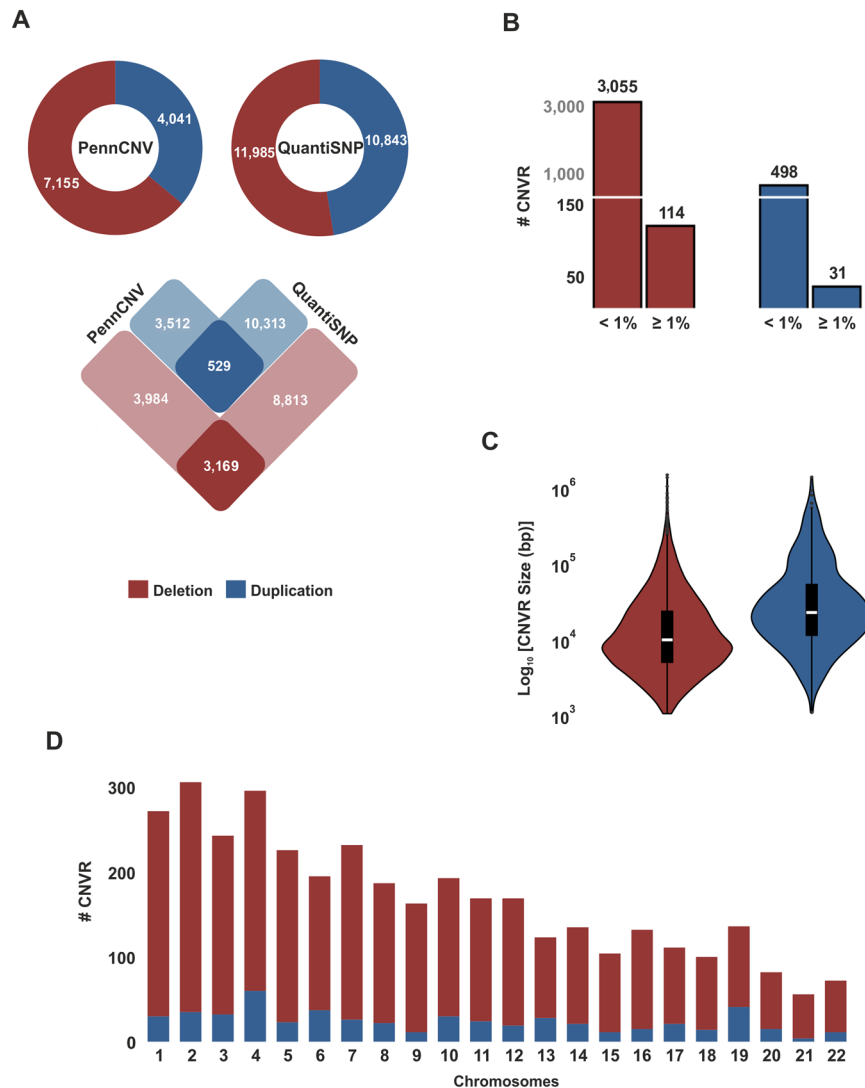 A
PennCNV
4,041
7,155
QuantiSNP
11,985
10,843
PennCNV
QuantiSNP
3,512
10,313
529
3,984
8,813
3,169
Deletion
Duplication
B
# CNVR
3,000
1,000
150
50
3,055
114
498
31
< 1%
≥ 1%
< 1%
≥ 1%
C
Log₁₀ [CNVR Size (bp)]
10⁶
10⁵
10⁴
10³
D
# CNVR
300
200
100
0
1 2 3 4 5 6 7 8 9 10 11 12 13 14 15 16 17 18 19 20 21 22
Chromosomes